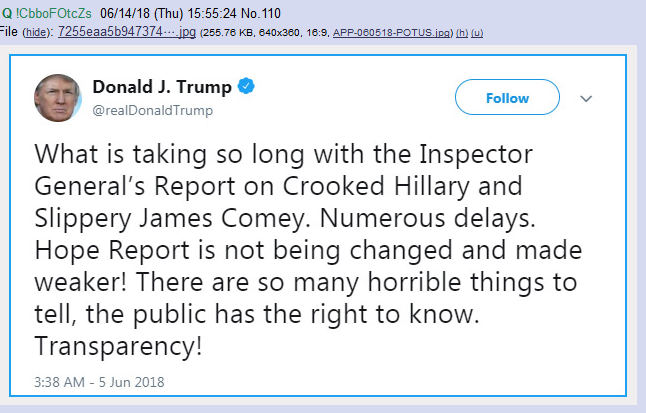 Q !CbboFOtcZs 06/14/18 (Thu) 15:55:24 No.110
File (hide): 7255eaa5b947374⋯.jpg (255.76 KB, 640x360, 16:9, APP-060518-POTUS.jpg) (h) (u)
Donald J. Trump
@realDonaldTrump
Follow
What is taking so long with the Inspector
General's Report on Crooked Hillary and
Slippery James Comey. Numerous delays.
Hope Report is not being changed and made
weaker! There are so many horrible things to
tell, the public has the right to know.
Transparency!
3:38 AM - 5 Jun 2018